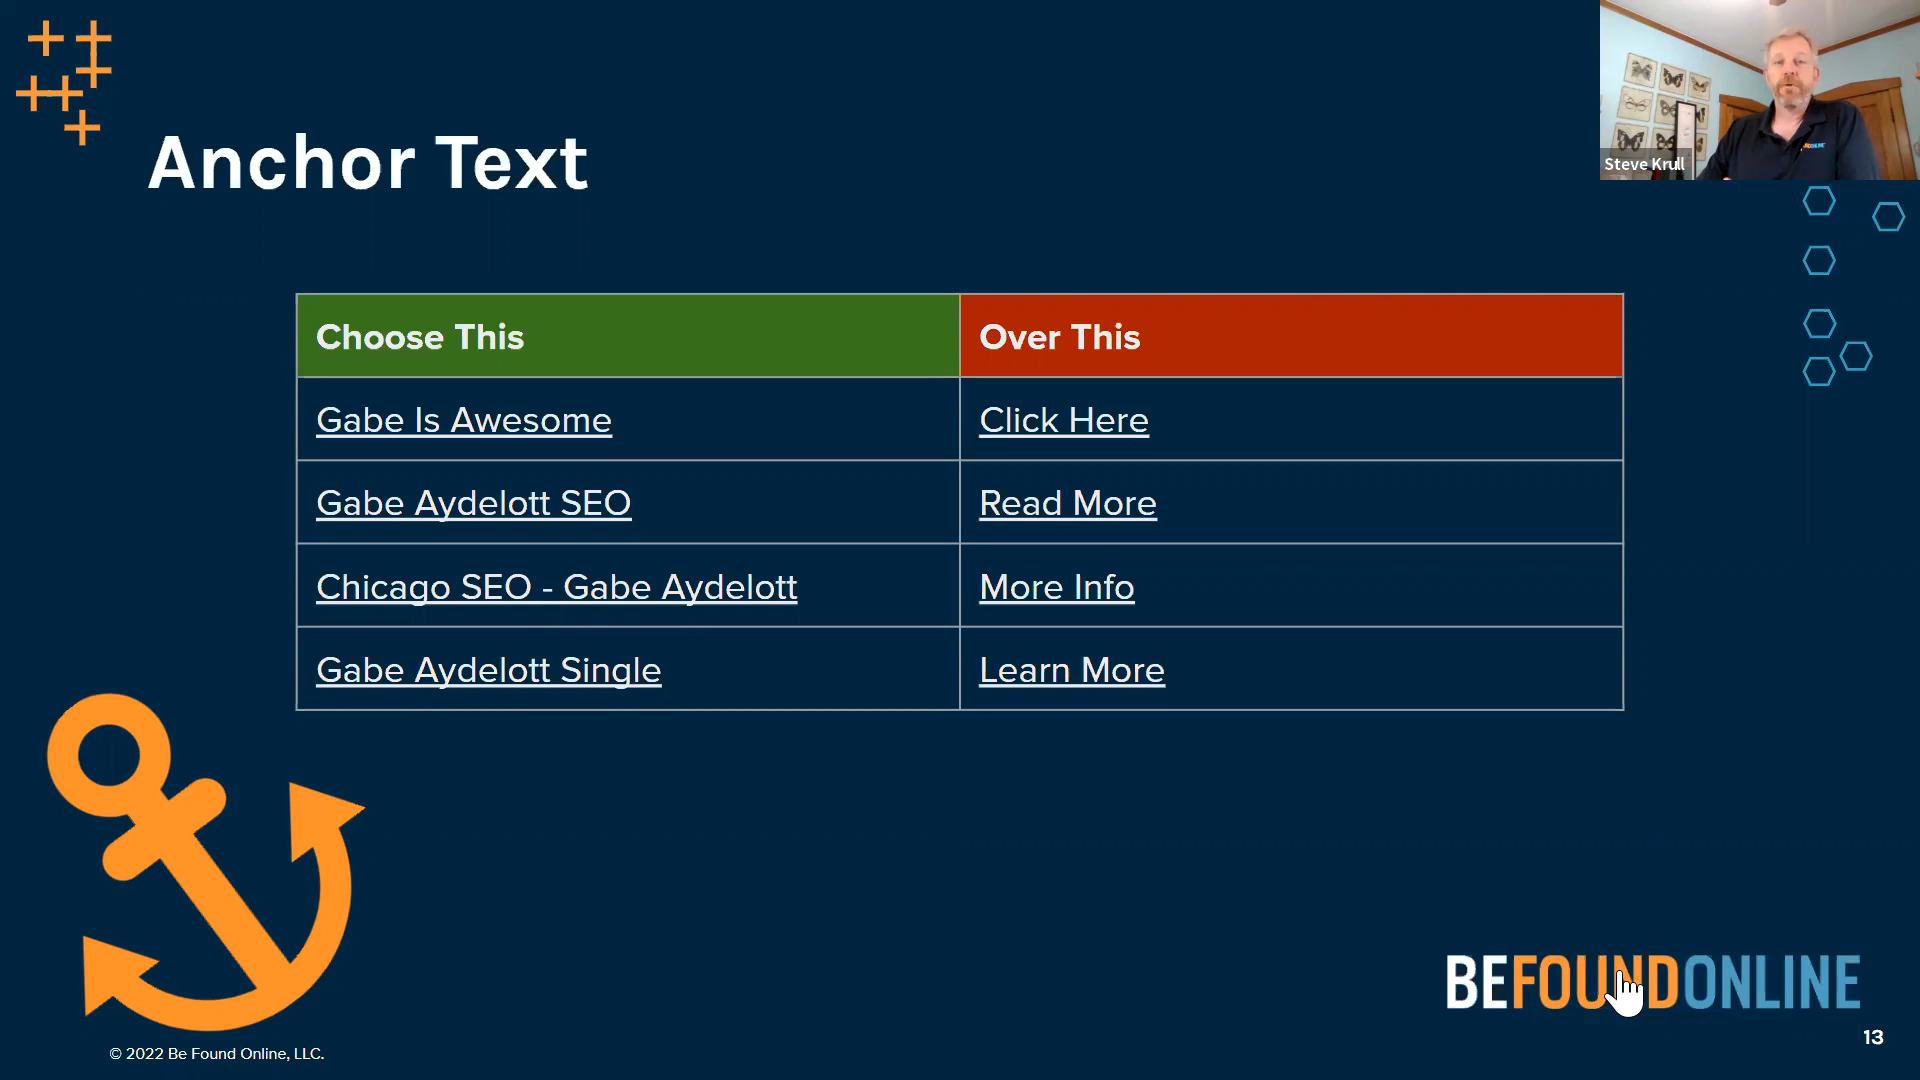 Steve Krull
Anchor Text
Choose This
Over This
Gabe Is Awesome
Click Here
Gabe Aydelott SEO
Read More
Chicago SEO - Gabe Aydelott
More Info
Gabe Aydelott Single
Learn More
BEFOUNDONLINE
13
© 2022 Be Found Online, LLC.